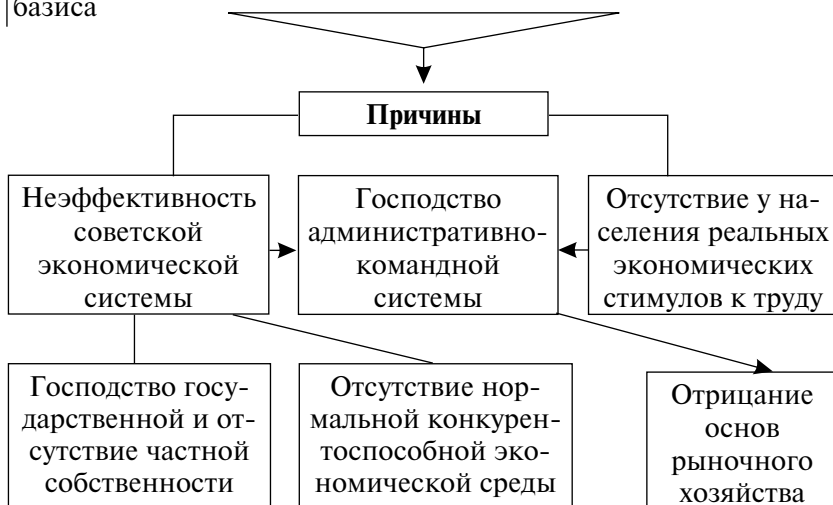 базиса
Причины
Неэффективность
советской
экономической
системы
Господство
административно-
командной
системы
Отсутствие у на-
селения реальных
экономических
стимулов к труду
Господство госу-
дарственной и от-
сутствие частной
собственности
Отсутствие нор-
мальной конкурен-
тоспособной эко-
номической среды
Отрицание
основ
рыночного
хозяйства